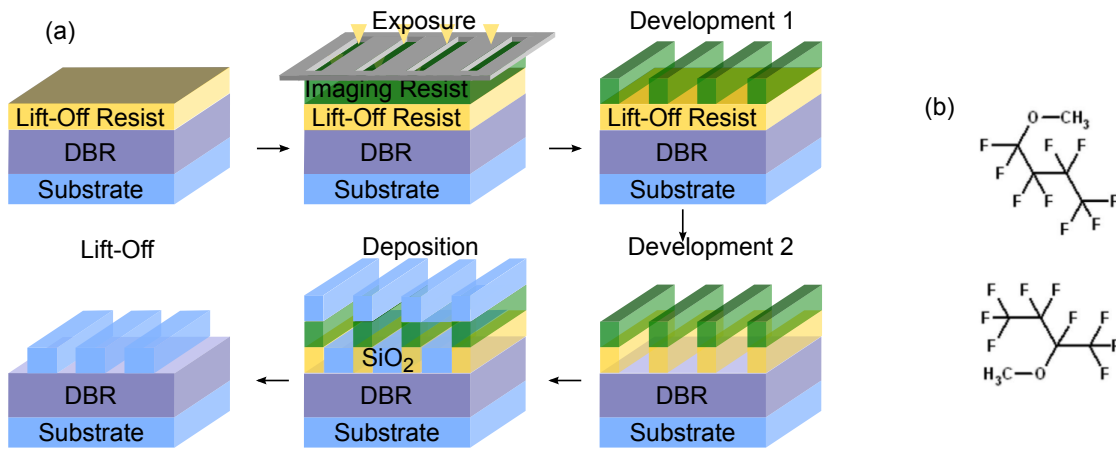 (a)
Exposure
Development 1
Lift-Off Resist
DBR
Substrate
Imaging Resist
Lift-Off Resist
DBR
Substrate
Lift-Off Resist
DBR
Substrate
Lift-Off
Deposition
Development 2
DBR
Substrate
SiO₂
DBR
Substrate
DBR
Substrate
(b)
O CH₃
F F F
F
F F F
F
F F
F F F
F F F F
F
F
H₃C O F